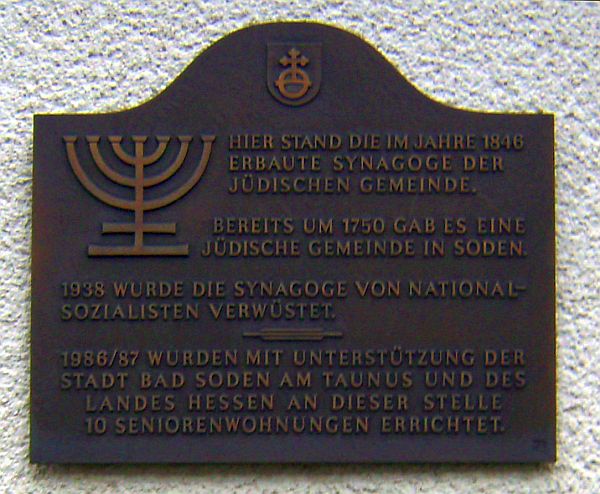 HIER STAND DIE IM JAHRE 1846
ERBAUTE SYNAGOGE DER
JÜDISCHEN GEMEINDE.
BEREITS UM 1750 GAB ES EINE
JÜDISCHE GEMEINDE IN SODEN.
1938 WURDE DIE SYNAGOGE VON NATIONAL-
SOZIALISTEN VERWÜSTET.
1986/87 WURDEN MIT UNTERSTÜTZUNG DER
STADT BAD SODEN AM TAUNUS UND DES
LANDES HESSEN AN DIESER STELLE
10 SENIORENWOHNUNGEN ERRICHTET.